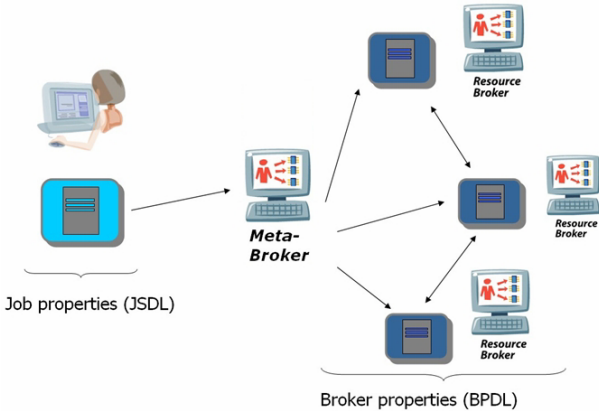 Resource
Broker
Meta-
Broker
Resource
Broker
Job properties (JSDL)
Resource
Broker
Broker properties (BPDL)